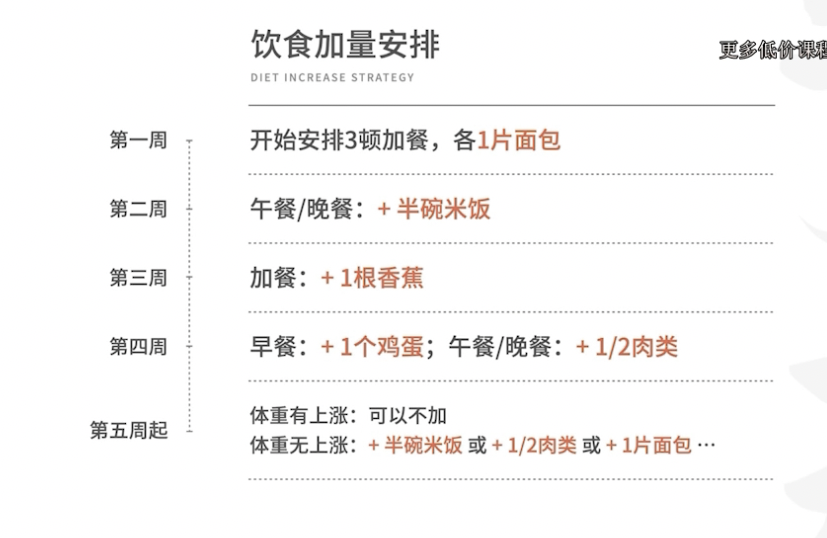 饮食加量安排
DIET INCREASE STRATEGY
更多低价课程
第一周 开始安排3顿加餐，各1片面包
第二周 午餐/晚餐：+ 半碗米饭
第三周 加餐：+ 1根香蕉
第四周 早餐：+ 1个鸡蛋；午餐/晚餐：+ 1/2肉类
第五周起
体重有上涨：可以不加
体重无上涨：+ 半碗米饭 或 + 1/2肉类 或 + 1片面包 …